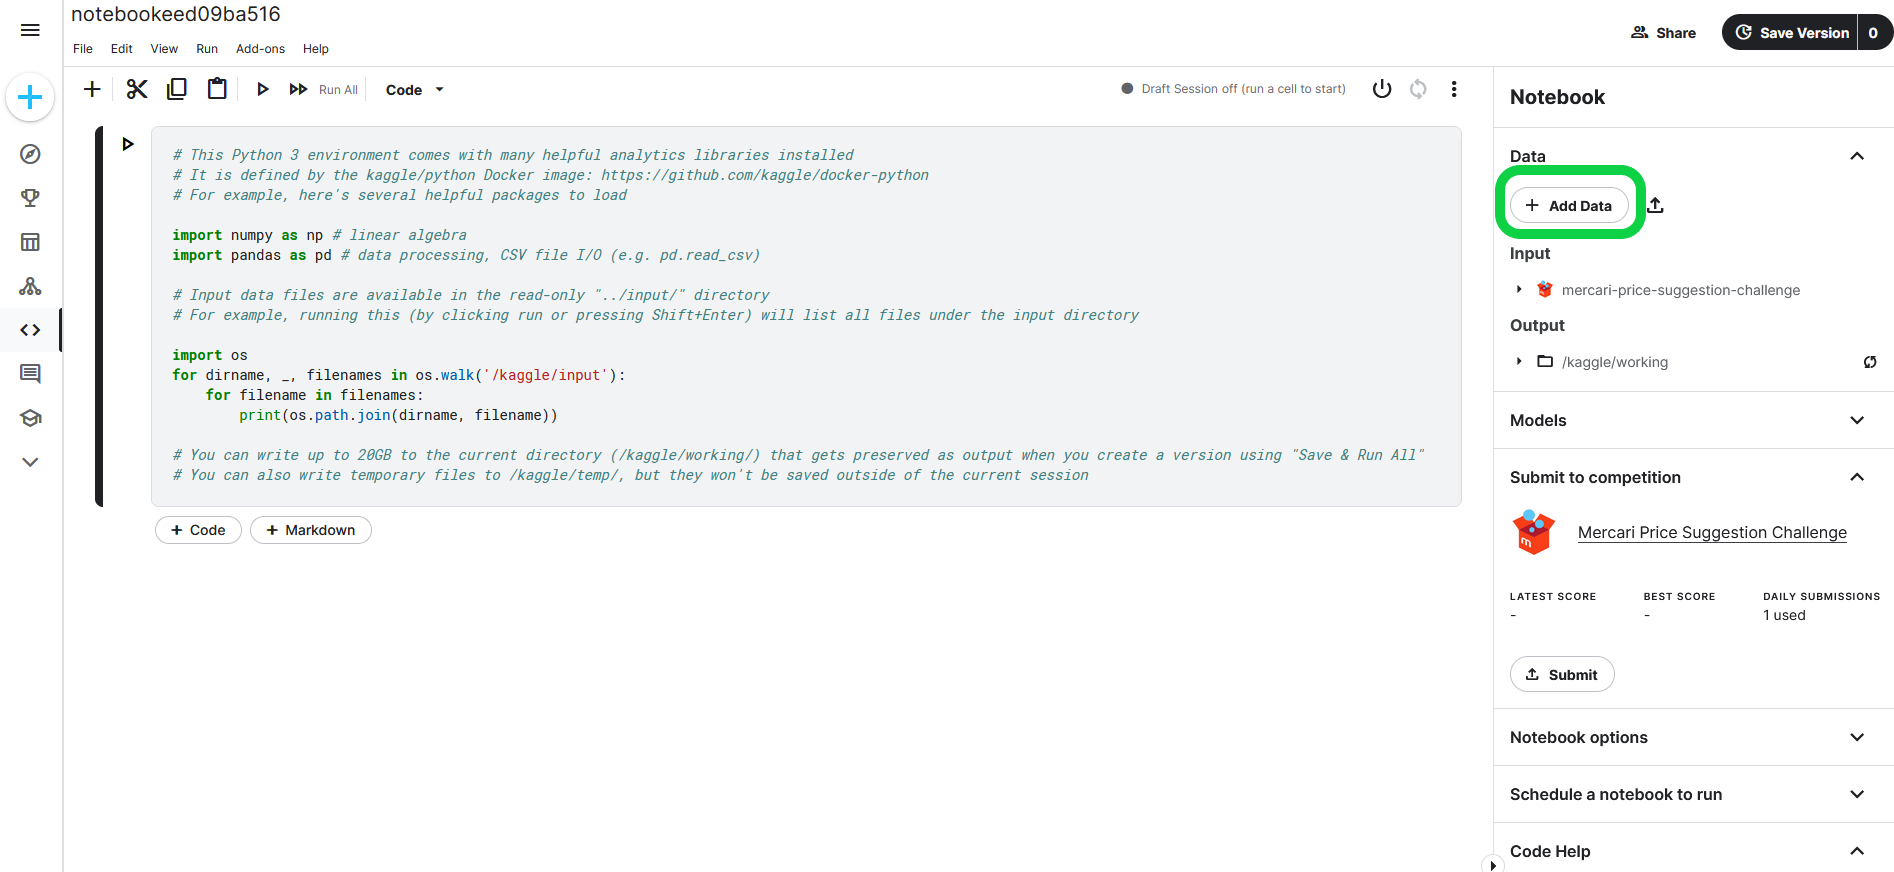 notebookeed09ba516
File Edit View Run Add-ons Help
Share
Save Version 0
Run All Code
Draft Session off (run a cell to start)
# This Python 3 environment comes with many helpful analytics libraries installed
# It is defined by the kaggle/python Docker image: https://github.com/kaggle/docker-python
# For example, here's several helpful packages to load
import numpy as np # linear algebra
import pandas as pd # data processing, CSV file I/O (e.g. pd.read_csv)
# Input data files are available in the read-only "../input/" directory
# For example, running this (by clicking run or pressing Shift+Enter) will list all files under the input directory
import os
for dirname, _, filenames in os.walk('/kaggle/input'):
    for filename in filenames:
        print(os.path.join(dirname, filename))
# You can write up to 20GB to the current directory (/kaggle/working/) that gets preserved as output when you create a version using "Save & Run All"
# You can also write temporary files to /kaggle/temp/, but they won't be saved outside of the current session
+ Code + Markdown
Notebook
Data
+ Add Data
Input
mercari-price-suggestion-challenge
Output
/kaggle/working
Models
Submit to competition
m
Mercari Price Suggestion Challenge
LATEST SCORE BEST SCORE DAILY SUBMISSIONS
- - 1 used
Submit
Notebook options
Schedule a notebook to run
Code Help